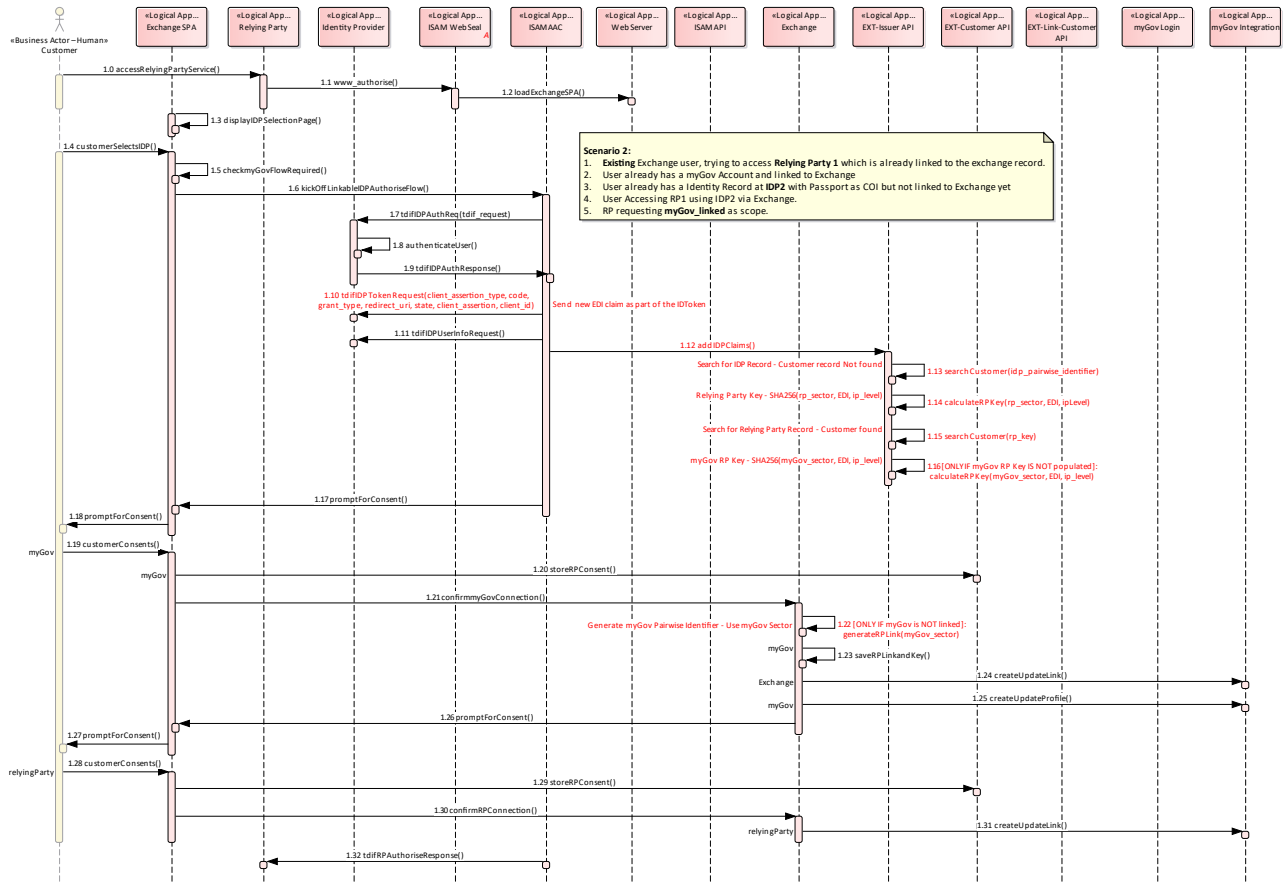 «Business Actor – Human»
Customer
«Logical App...
Exchange SPA
«Logical App...
Relying Party
«Logical App...
Identity Provider
«Logical App...
ISAM WebSeal
A
«Logical App...
ISAM AAC
«Logical App...
Web Server
«Logical App...
ISAM API
«Logical App...
Exchange
«Logical App...
EXT-Issuer API
«Logical App...
EXT-Customer API
«Logical App...
EXT-Link-Customer
API
«Logical App...
myGov Login
«Logical App...
myGov Integration
1.0 accessRelyingPartyService()
1.1 www_authorise()
1.2 loadExchangeSPA()
1.3 displayIDPSelectionPage()
1.4 customerSelectsIDP()
1.5 checkmyGovFlowRequired()
1.6 kickOffLinkableIDPAuthoriseFlow()
Scenario 2:
1. Existing Exchange user, trying to access Relying Party 1 which is already linked to the exchange record.
2. User already has a myGov Account and linked to Exchange
3. User already has a Identity Record at IDP2 with Passport as COI but not linked to Exchange yet
4. User Accessing RP1 using IDP2 via Exchange.
5. RP requesting myGov_linked as scope.
1.7 tdifIDPAuthReq(tdif_request)
1.8 authenticateUser()
1.9 tdifIDPAuthResponse()
1.10 tdifIDPTokenRequest(client_assertion_type, code,
grant_type, redirect_uri, state, client_assertion, client_id)
Send new EDI claim as part of the IDToken
1.11 tdifIDPUserInfoRequest()
1.12 addIDPClaims()
Search for IDP Record - Customer record Not found
1.13 searchCustomer(idp_pairwise_identifier)
Relying Party Key - SHA256(rp_sector, EDI, ip_level)
1.14 calculateRPKey(rp_sector, EDI, ipLevel)
Search for Relying Party Record - Customer found
1.15 searchCustomer(rp_key)
myGov RP Key - SHA256(myGov_sector, EDI, ip_level)
1.16 [ONLY IF myGov RP Key IS NOT populated]:
calculateRPKey(myGov_sector, EDI, ip_level)
1.17 promptForConsent()
1.18 promptForConsent()
1.19 customerConsents()
myGov
myGov
1.20 storeRPConsent()
1.21 confirmmyGovConnection()
Generate myGov Pairwise Identifier - Use myGov Sector
1.22 [ONLY IF myGov is NOT linked]:
generateRPLink(myGov_sector)
myGov
1.23 saveRPLinkandKey()
Exchange
1.24 createUpdateLink()
myGov
1.25 createUpdateProfile()
1.26 promptForConsent()
1.27 promptForConsent()
1.28 customerConsents()
relyingParty
1.29 storeRPConsent()
1.30 confirmRPConnection()
relyingParty
1.31 createUpdateLink()
1.32 tdifRPAuthoriseResponse()